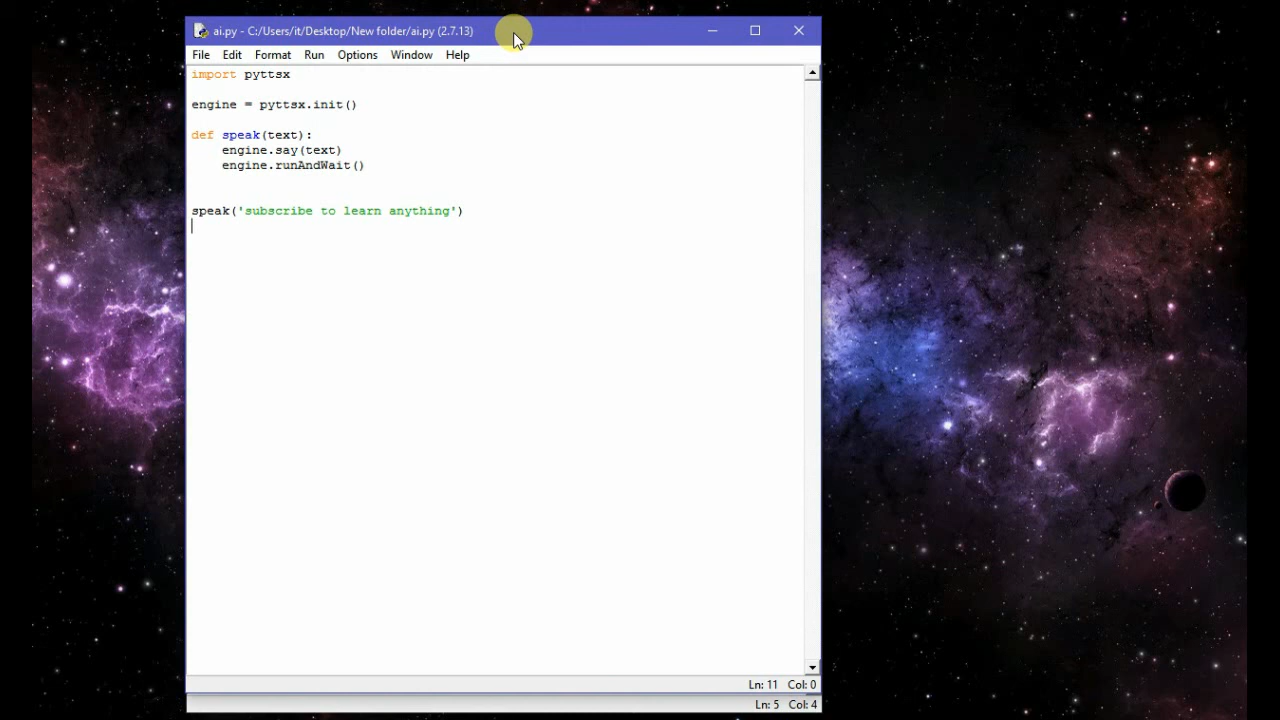 ai.py - C:/Users/it/Desktop/New folder/ai.py (2.7.13)
File Edit Format Run Options Window Help
import pyttsx
engine = pyttsx.init()
def speak(text):
    engine.say(text)
    engine.runAndWait()
speak('subscribe to learn anything')
Ln: 11 Col: 0
Ln: 5 Col: 4